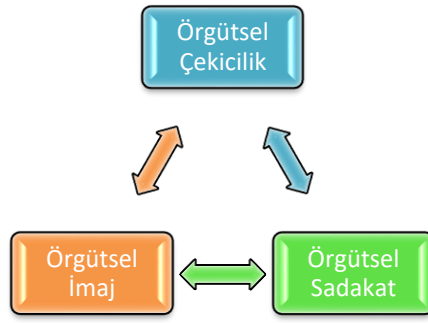 Örgütsel
Çekicilik
Örgütsel
İmaj
Örgütsel
Sadakat